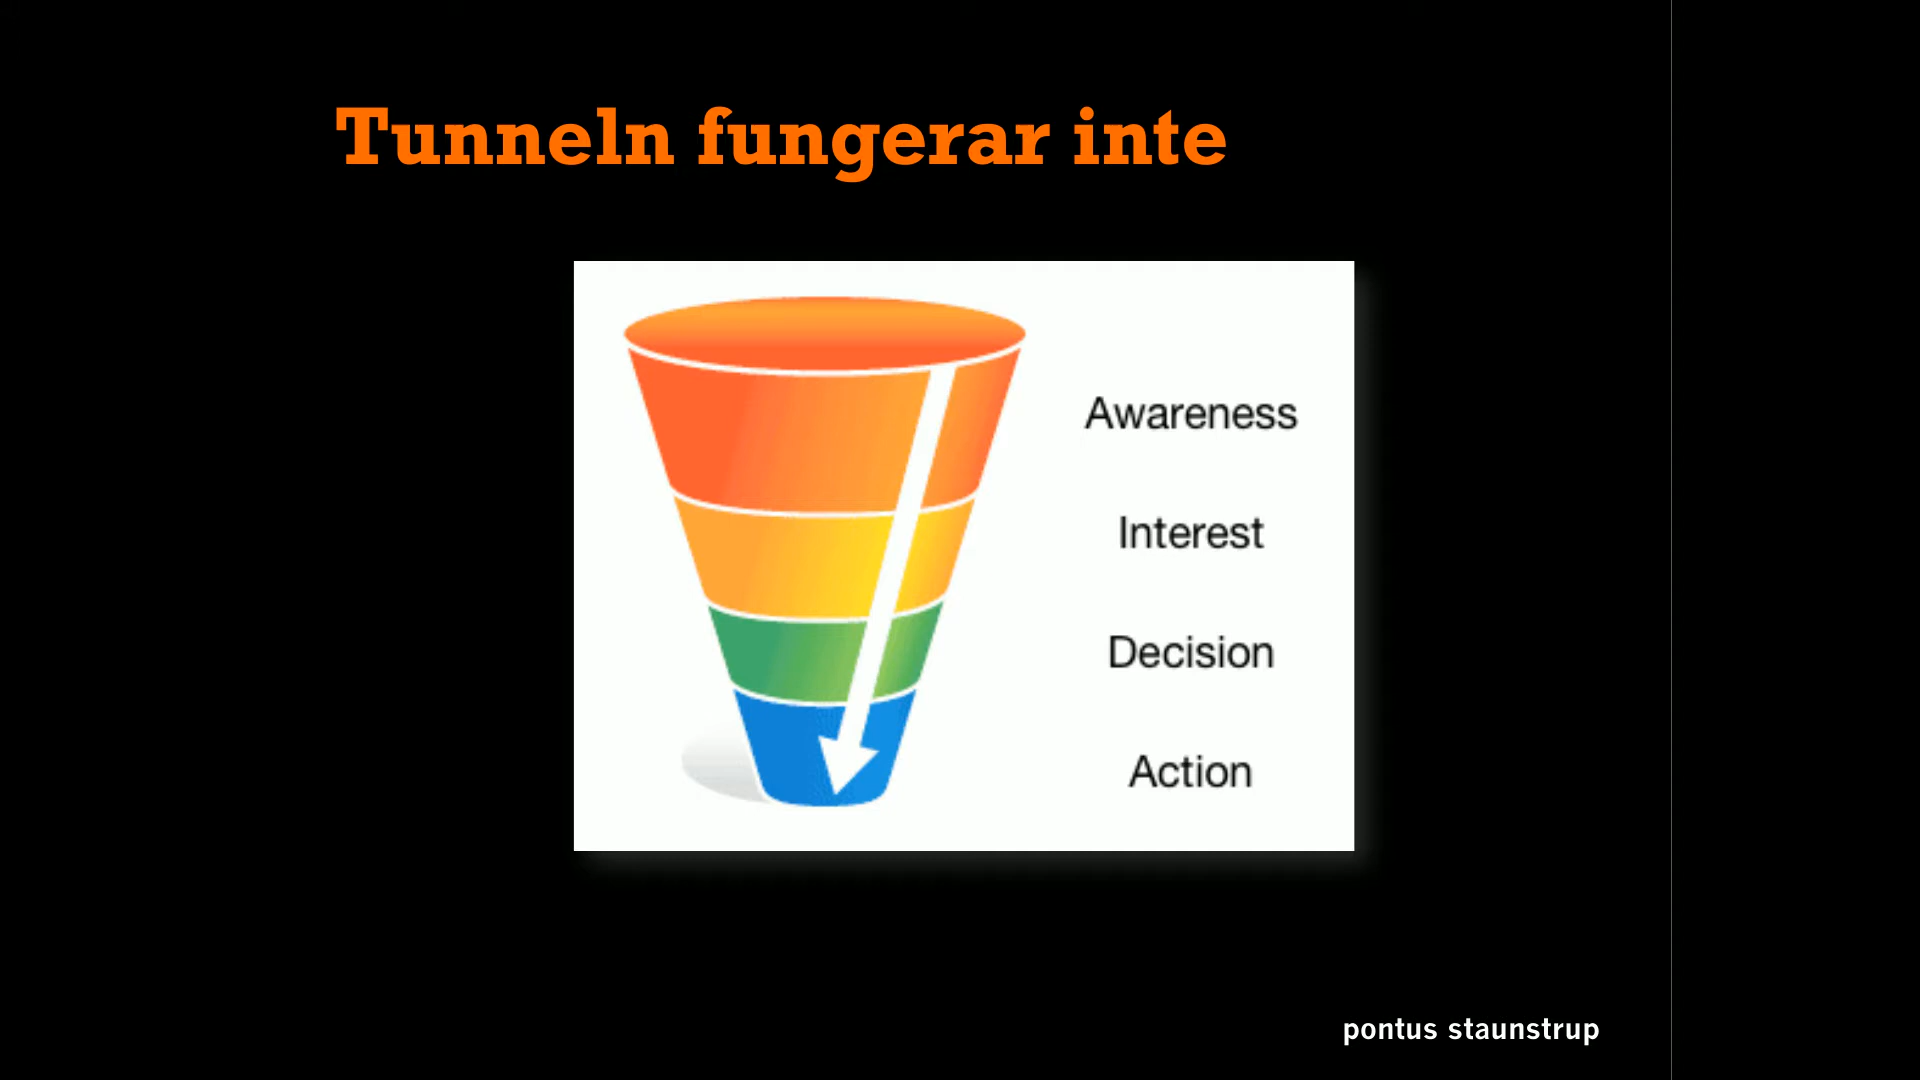 Tunneln fungerar inte
Awareness
Interest
Decision
Action
pontus staunstrup